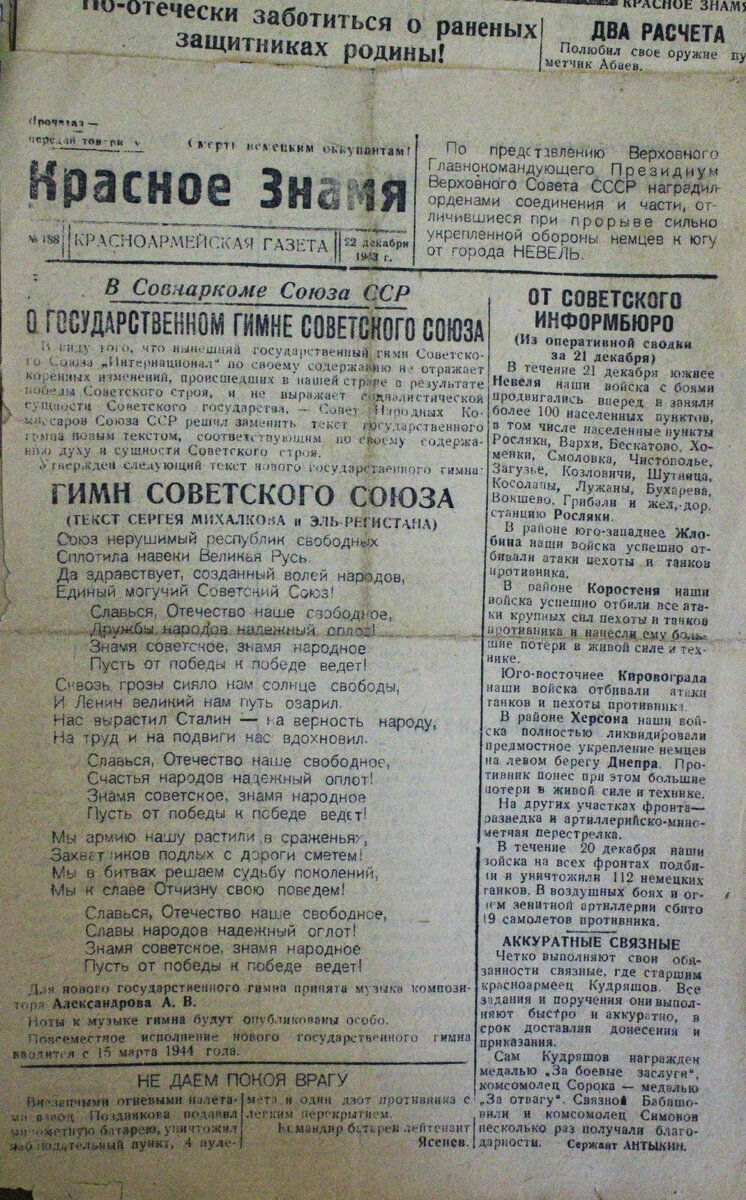 По-отечески заботиться о раненых
защитниках родины!
КРАСНОЕ ЗНАМЯ
ДВА РАСЧЕТА
Полюбил свое оружие пу
метчик Абаев.
Прочитал —
передай товарищу
Смерть немецким оккупантам!
Красное Знамя
№ 188
КРАСНОАРМЕЙСКАЯ ГАЗЕТА
22 декабря
1943 г.
По представлению Верховного
Главнокомандующего Президиум
Верховного Совета СССР наградил
орденами соединения и части, от-
личившиеся при прорыве сильно
укрепленной обороны немцев к югу
от города НЕВЕЛЬ.
В Совнаркоме Союза ССР
О ГОСУДАРСТВЕННОМ ГИМНЕ СОВЕТСКОГО СОЮЗА
В виду того, что нынешний государственный гимн Советско-
го Союза „Интернационал" по своему содержанию не отражает
коренных изменений, происшедших в нашей стране в результате
победы Советского строя, и не выражает социалистической
сущности Советского государства, — Совет Народных Ко-
миссаров Союза ССР решил заменить текст государственного
гимна новым текстом, соответствующим по своему содержа-
нию духу и сущности Советского строя.
Утвержден следующий текст нового государственного гимна:
ГИМН СОВЕТСКОГО СОЮЗА
(ТЕКСТ СЕРГЕЯ МИХАЛКОВА и ЭЛЬ-РЕГИСТАНА)
Союз нерушимый республик свободных
Сплотила навеки Великая Русь.
Да здравствует, созданный волей народов,
Единый могучий Советский Союз!
Славься, Отечество наше свободное,
Дружбы народов надежный оплот!
Знамя советское, знамя народное
Пусть от победы к победе ведет!
Сквозь грозы сияло нам солнце свободы,
И Ленин великий нам путь озарил.
Нас вырастил Сталин — на верность народу,
На труд и на подвиги нас вдохновил.
Славься, Отечество наше свободное,
Счастья народов надежный оплот!
Знамя советское, знамя народное
Пусть от победы к победе ведет!
Мы армию нашу растили в сраженьях,
Захватчиков подлых с дороги сметем!
Мы в битвах решаем судьбу поколений,
Мы к славе Отчизну свою поведем!
Славься, Отечество наше свободное,
Славы народов надежный оплот!
Знамя советское, знамя народное
Пусть от победы к победе ведет!
Для нового государственного гимна принята музыка компози-
тора Александрова А. В.
Ноты к музыке гимна будут опубликованы особо.
Повсеместное исполнение нового государственного гимна
вводится с 15 марта 1944 года.
НЕ ДАЕМ ПОКОЯ ВРАГУ
Внезапными огневыми налета-
ми взвод Позднякова подавил
минометную батарею, уничтожил
наблюдательный пункт, 4 пуле-
мета и один дзот противника с
легким перекрытием.
Командир батареи лейтенант
Ясенев.
ОТ СОВЕТСКОГО
ИНФОРМБЮРО
(Из оперативной сводки
за 21 декабря)
В течение 21 декабря южнее
Невеля наши войска с боями
продвигались вперед и заняли
более 100 населенных пунктов,
в том числе населенные пункты
Росляки, Вархи, Бескатово, Хо-
менки, Смоловка, Чистополье,
Загузье, Козловичи, Шутница,
Косолапы, Лужаны, Бухарева,
Вокшево, Грибали и жел,-дор.
станцию Росляки.
В районе юго-западнее Жло-
бина наши войска успешно от-
бивали атаки пехоты и танков
противника.
В районе Коростеня наши
войска успешно отбили все ата-
ки крупных сил пехоты и танков
противника и нанесли ему боль-
шие потери в живой силе и тех-
нике.
Юго-восточнее Кировограда
наши войска отбивали атаки
танков и пехоты противника.
В районе Херсона наши вой-
ска полностью ликвидировали
предмостное укрепление немцев
на левом берегу Днепра. Про-
тивник понес при этом большие
потери в живой силе и технике.
На других участках фронта—
разведка и артиллерийско-мино-
метная перестрелка.
В течение 20 декабря наши
войска на всех фронтах подби-
ли и уничтожили 112 немецких
танков. В воздушных боях и ог-
нем зенитной артиллерии сбито
19 самолетов противника.
АККУРАТНЫЕ СВЯЗНЫЕ
Четко выполняют свои обя-
занности связные, где старшим
красноармеец Кудряшов. Все
задания и поручения они выпол-
няют быстро и аккуратно, в
срок доставляя донесения и
приказания.
Сам Кудряшов награжден
медалью „За боевые заслуги",
комсомолец Сорока — медалью
„За отвагу". Связной Бабашо-
вили и комсомолец Симонов
несколько раз получали благо-
дарности. Сержант АНТЫКИН.